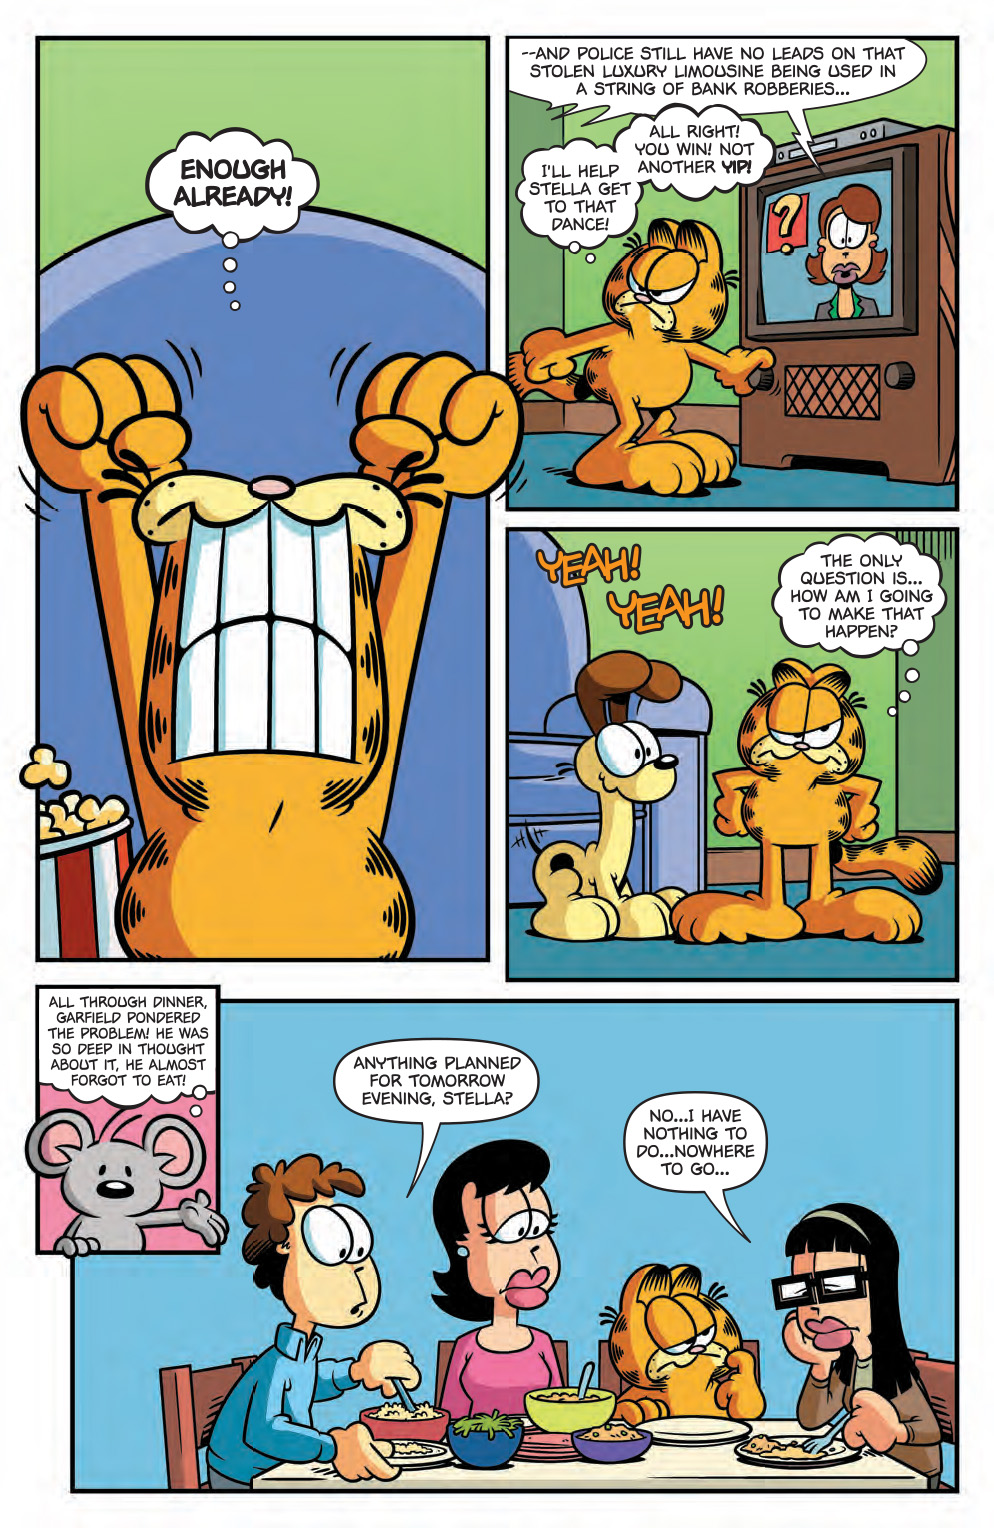 ENOUGH
ALREADY!
--AND POLICE STILL HAVE NO LEADS ON THAT
STOLEN LUXURY LIMOUSINE BEING USED IN
A STRING OF BANK ROBBERIES...
ALL RIGHT!
YOU WIN! NOT
ANOTHER YIP!
I'LL HELP
STELLA GET
TO THAT
DANCE!
?
YEAH!
YEAH!
THE ONLY
QUESTION IS...
HOW AM I GOING
TO MAKE THAT
HAPPEN?
ALL THROUGH DINNER,
GARFIELD PONDERED
THE PROBLEM! HE WAS
SO DEEP IN THOUGHT
ABOUT IT, HE ALMOST
FORGOT TO EAT!
ANYTHING PLANNED
FOR TOMORROW
EVENING, STELLA?
NO...I HAVE
NOTHING TO
DO...NOWHERE
TO GO...